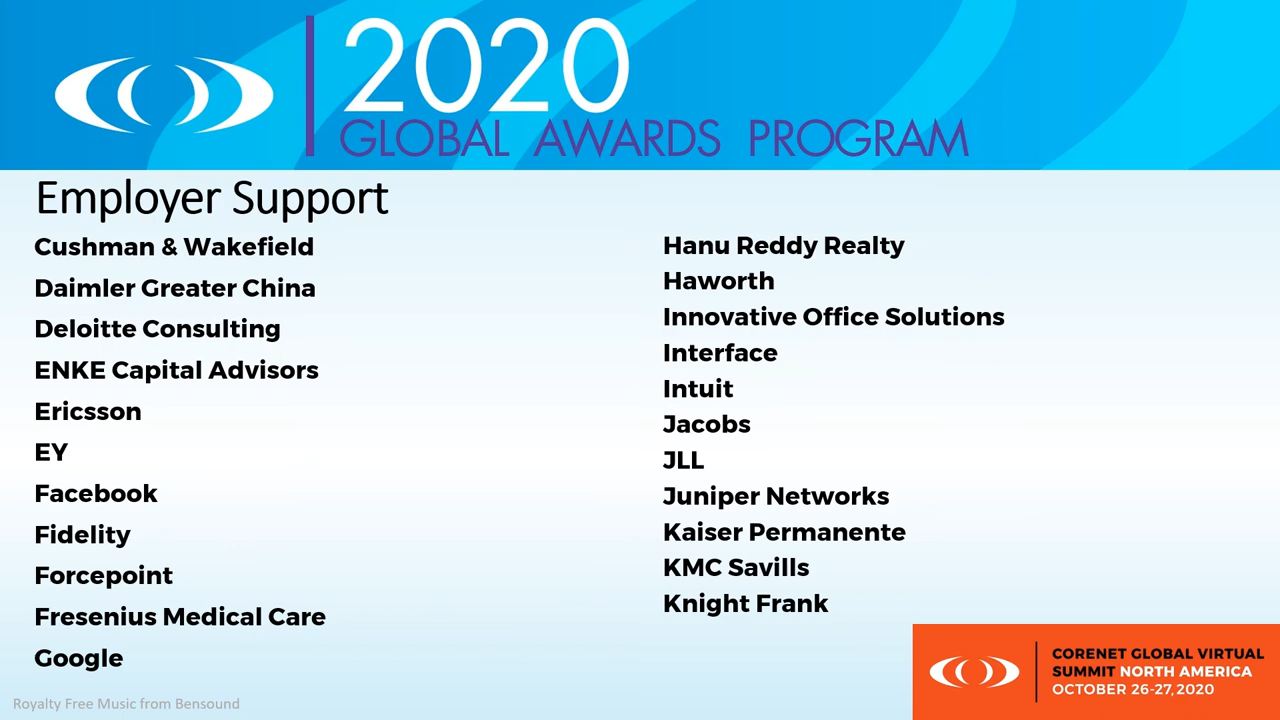 2020
GLOBAL AWARDS PROGRAM
Employer Support
Cushman & Wakefield
Daimler Greater China
Deloitte Consulting
ENKE Capital Advisors
Ericsson
EY
Facebook
Fidelity
Forcepoint
Fresenius Medical Care
Google
Hanu Reddy Realty
Haworth
Innovative Office Solutions
Interface
Intuit
Jacobs
JLL
Juniper Networks
Kaiser Permanente
KMC Savills
Knight Frank
CORENET GLOBAL VIRTUAL
SUMMIT NORTH AMERICA
OCTOBER 26-27, 2020
Royalty Free Music from Bensound